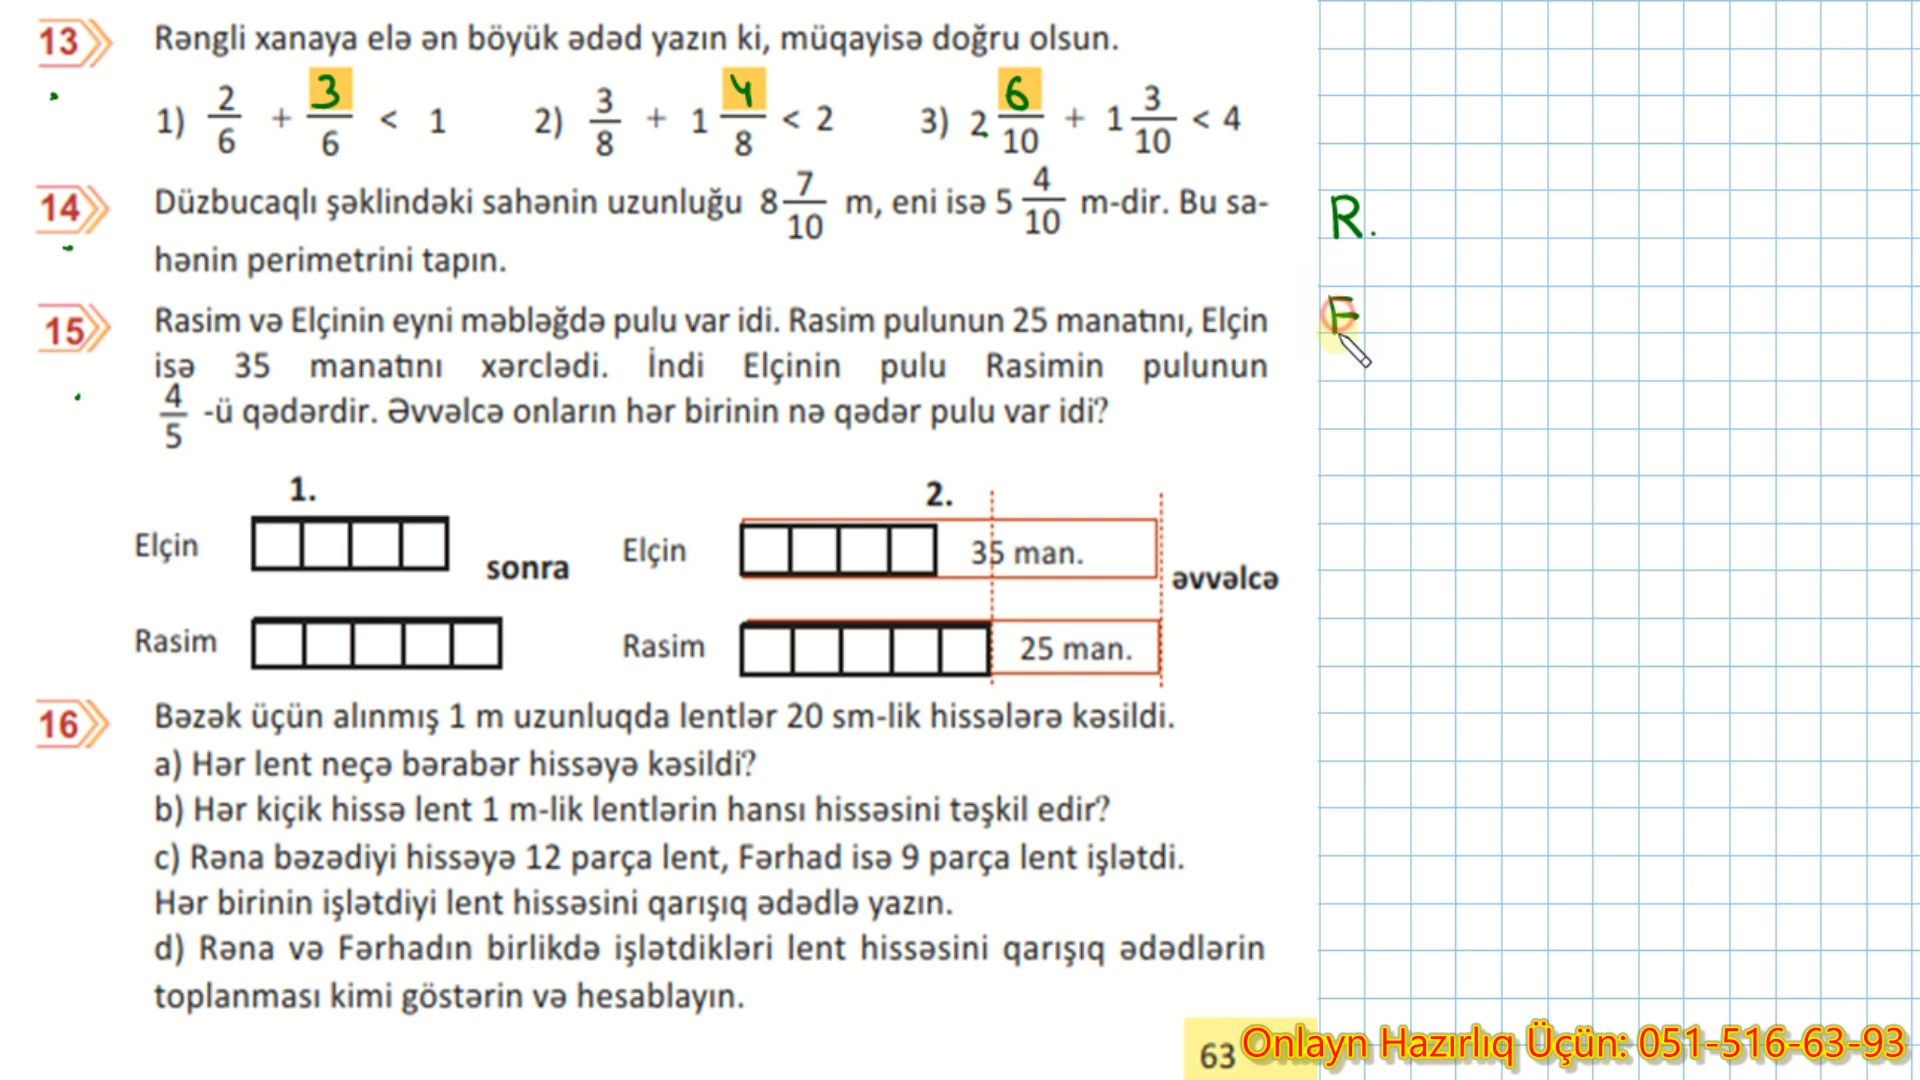 13 Rəngli xanaya elə ən böyük ədəd yazın ki, müqayisə doğru olsun.
1) 2/6 + 3/6 < 1 2) 3/8 + 1 4/8 < 2 3) 2 6/10 + 1 3/10 < 4
14 Düzbucaqlı şəklindəki sahənin uzunluğu 8 7/10 m, eni isə 5 4/10 m-dir. Bu sa-
hənin perimetrini tapın.
R.
15 Rasim və Elçinin eyni məbləğdə pulu var idi. Rasim pulunun 25 manatını, Elçin
isə 35 manatını xərclədi. İndi Elçinin pulu Rasimin pulunun
4/5 -ü qədərdir. Əvvəlcə onların hər birinin nə qədər pulu var idi?
E
1. 2.
Elçin sonra Elçin 35 man. əvvəlcə
Rasim Rasim 25 man.
16 Bəzək üçün alınmış 1 m uzunluqda lentlər 20 sm-lik hissələrə kəsildi.
a) Hər lent neçə bərabər hissəyə kəsildi?
b) Hər kiçik hissə lent 1 m-lik lentlərin hansı hissəsini təşkil edir?
c) Rəna bəzədiyi hissəyə 12 parça lent, Fərhad isə 9 parça lent işlətdi.
Hər birinin işlətdiyi lent hissəsini qarışıq ədədlə yazın.
d) Rəna və Fərhadın birlikdə işlətdikləri lent hissəsini qarışıq ədədlərin
toplanması kimi göstərin və hesablayın.
63
Onlayn Hazırlıq Üçün: 051-516-63-93